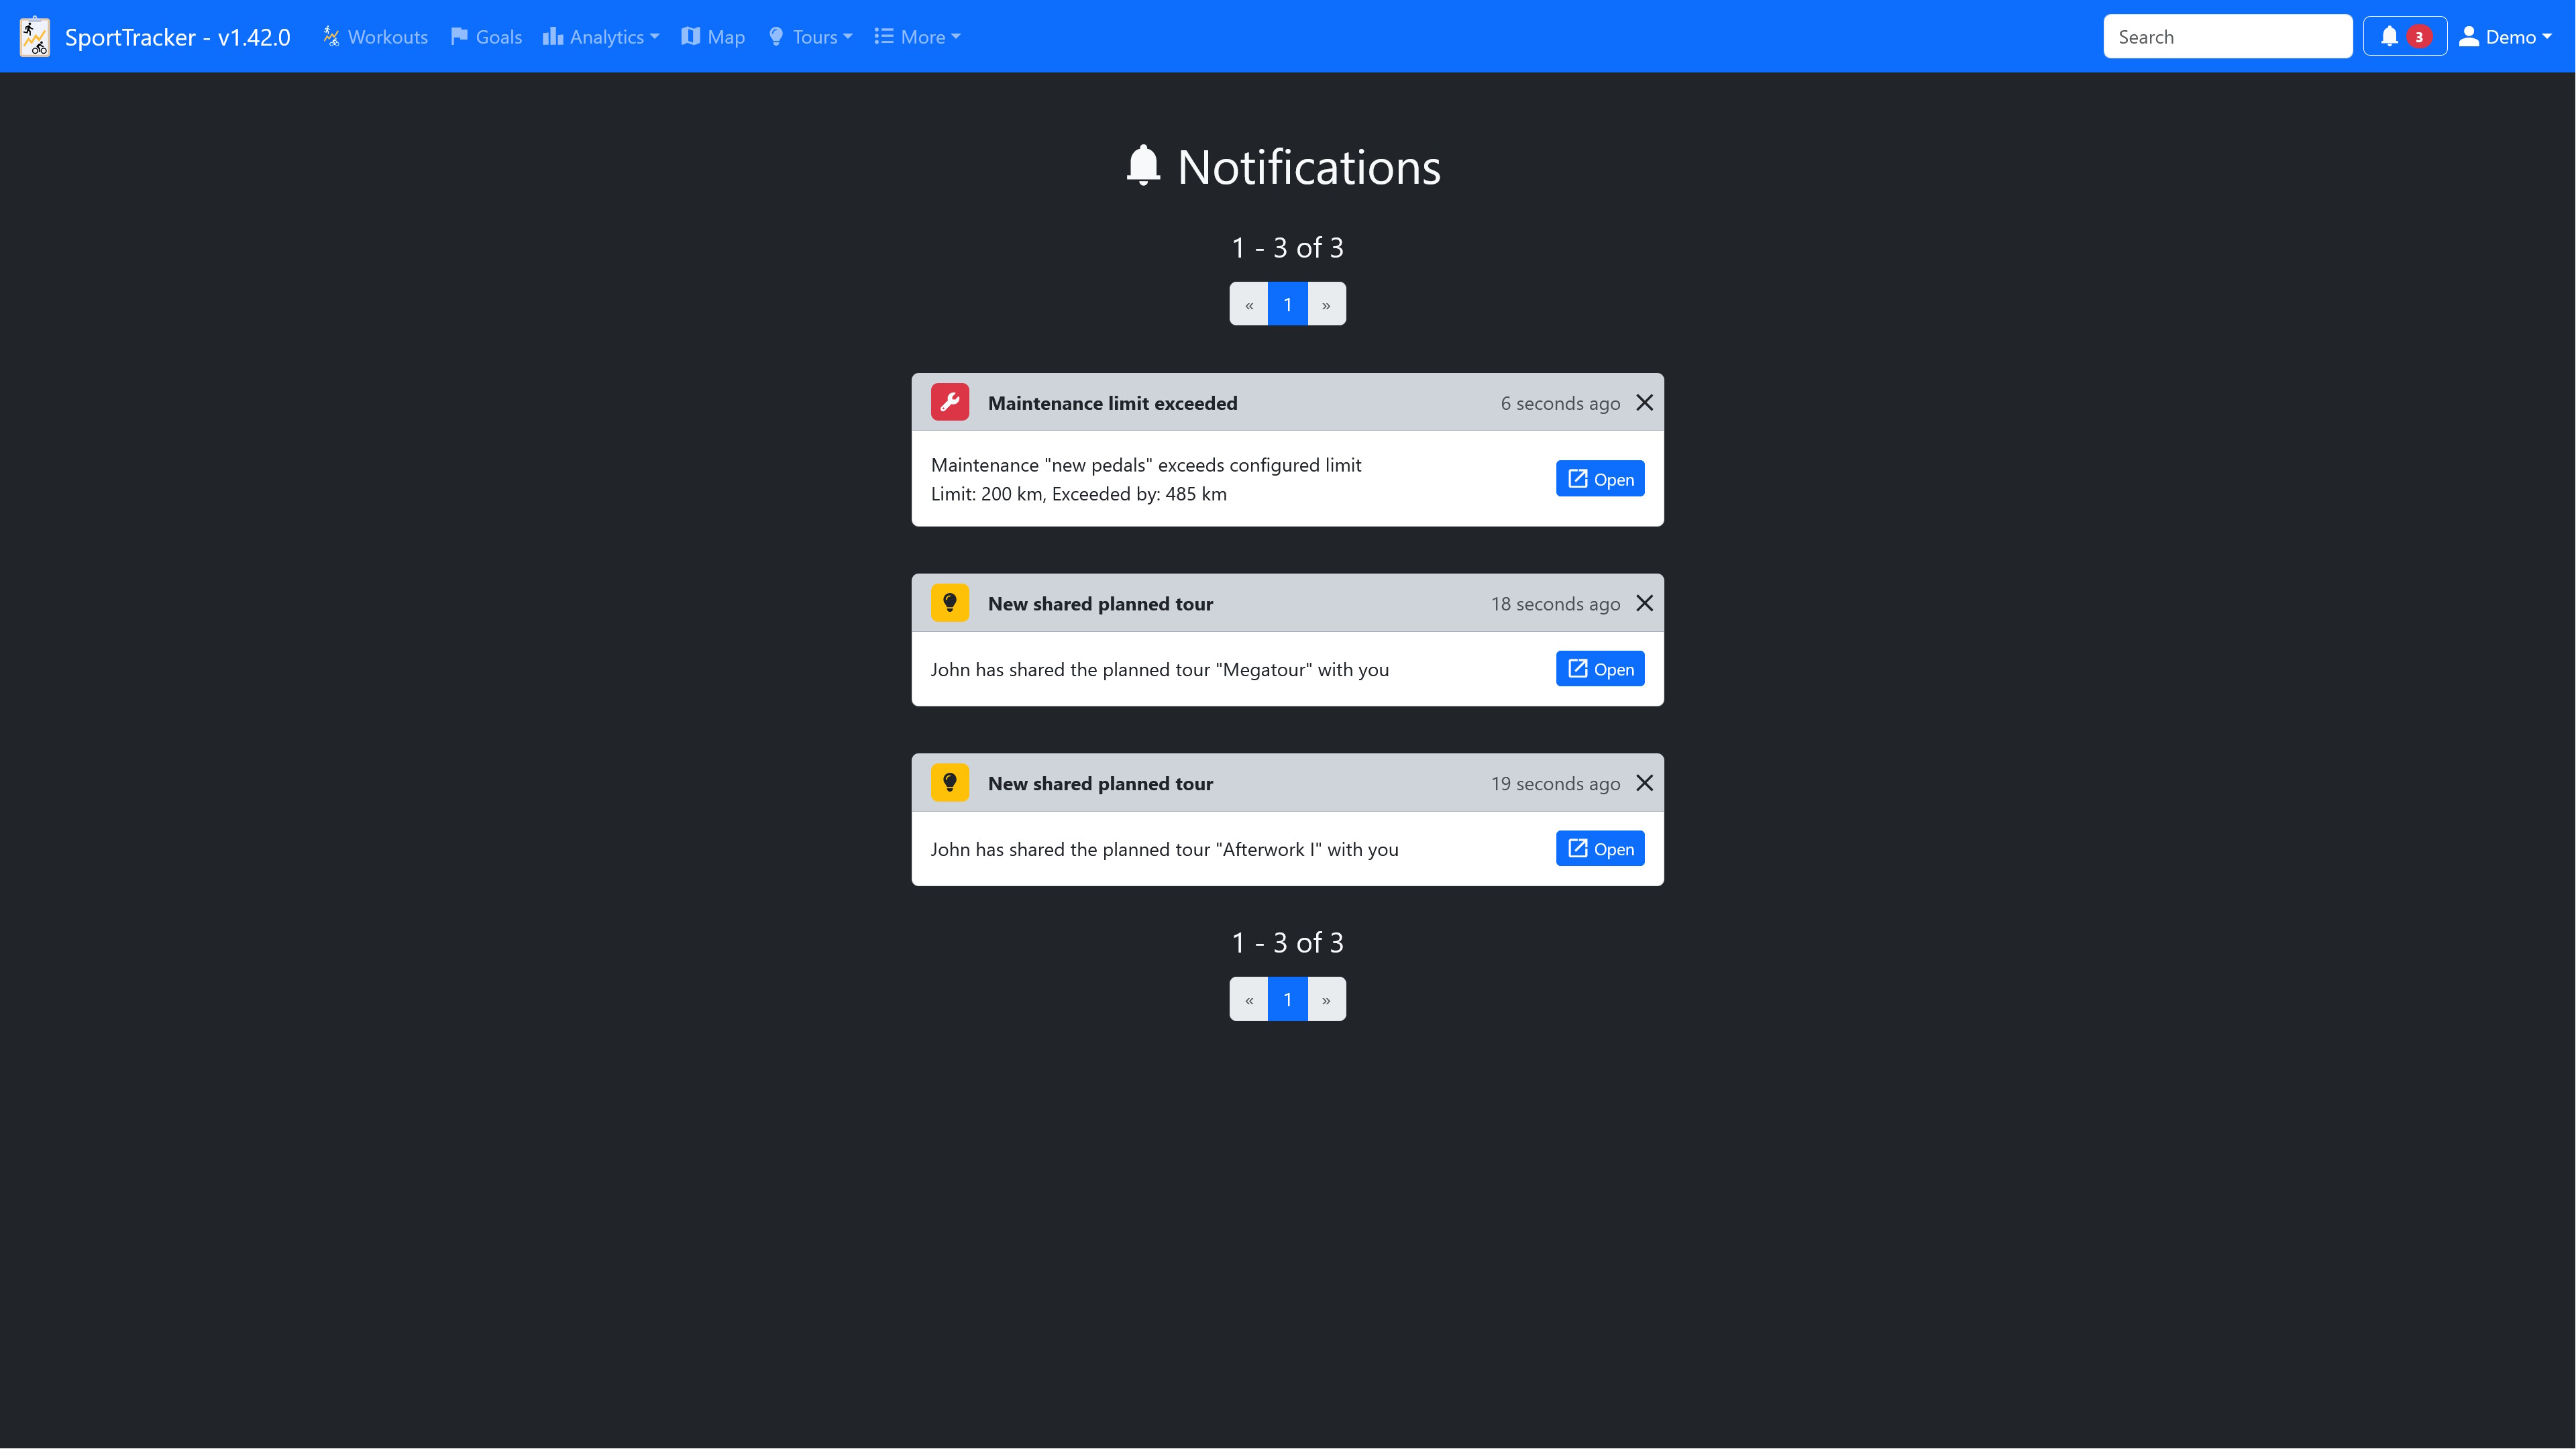 SportTracker - v1.42.0 Workouts Goals Analytics Map Tours More Search 3 Demo
Notifications
1 - 3 of 3
« 1 »
Maintenance limit exceeded 6 seconds ago
Maintenance "new pedals" exceeds configured limit
Limit: 200 km, Exceeded by: 485 km
Open
New shared planned tour 18 seconds ago
John has shared the planned tour "Megatour" with you Open
New shared planned tour 19 seconds ago
John has shared the planned tour "Afterwork I" with you Open
1 - 3 of 3
« 1 »